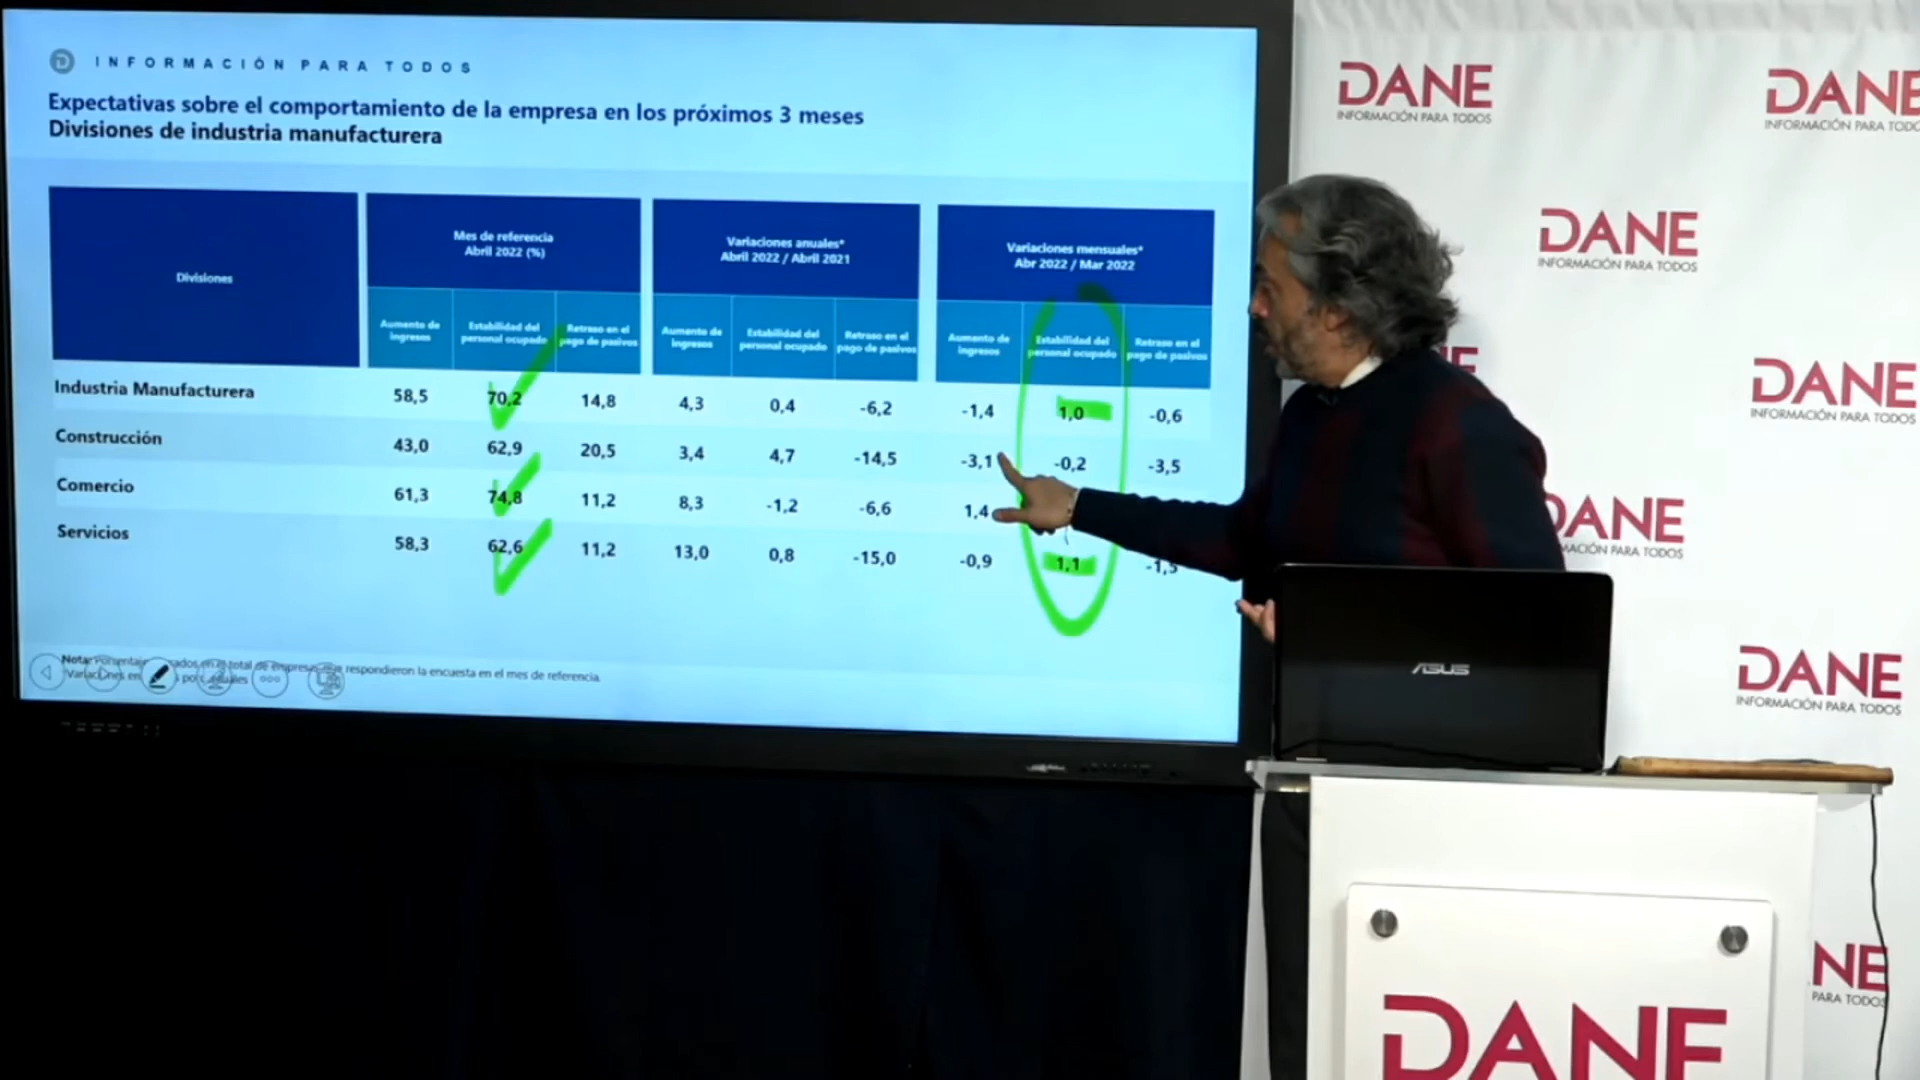 INFORMACIÓN PARA TODOS
Expectativas sobre el comportamiento de la empresa en los próximos 3 meses
Divisiones de industria manufacturera
Divisiones
Mes de referencia
Abril 2022 (%)
Variaciones anuales*
Abril 2022 / Abril 2021
Variaciones mensuales*
Abr 2022 / Mar 2022
Aumento de ingresos
Estabilidad del personal ocupado
Retraso en el pago de pasivos
Aumento de ingresos
Estabilidad del personal ocupado
Retraso en el pago de pasivos
Aumento de ingresos
Estabilidad del personal ocupado
Retraso en el pago de pasivos
Industria Manufacturera 58,5 70,2 14,8 4,3 0,4 -6,2 -1,4 1,0 -0,6
Construcción 43,0 62,9 20,5 3,4 4,7 -14,5 -3,1 -0,2 -3,5
Comercio 61,3 74,8 11,2 8,3 -1,2 -6,6 1,4
Servicios 58,3 62,6 11,2 13,0 0,8 -15,0 -0,9 1,1 -1,5
Nota: total de respondieron la encuesta en el mes de referencia.
DANE
INFORMACIÓN PARA TODOS
DANE
INFORMACIÓN PARA TODOS
DANE
INFORMACIÓN PARA TODOS
DANE
INFORMACIÓN PARA TODOS
DANE
PARA TODOS
DANE
INFORMACIÓN PARA TODOS
NE
PARA TODOS
ASUS
DANE